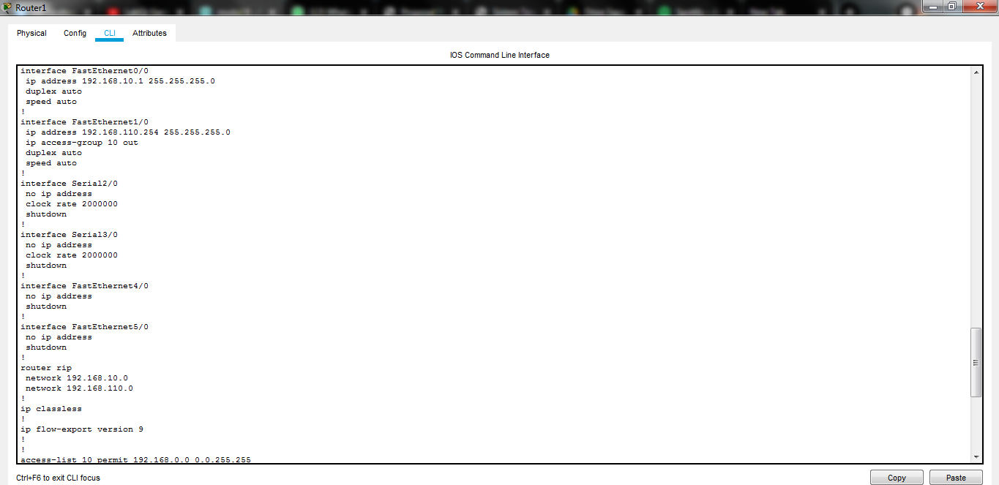 Router1
Physical Config CLI Attributes
IOS Command Line Interface
interface FastEthernet0/0
 ip address 192.168.10.1 255.255.255.0
 duplex auto
 speed auto
!
interface FastEthernet1/0
 ip address 192.168.110.254 255.255.255.0
 ip access-group 10 out
 duplex auto
 speed auto
!
interface Serial2/0
 no ip address
 clock rate 2000000
 shutdown
!
interface Serial3/0
 no ip address
 clock rate 2000000
 shutdown
!
interface FastEthernet4/0
 no ip address
 shutdown
!
interface FastEthernet5/0
 no ip address
 shutdown
!
router rip
 network 192.168.10.0
 network 192.168.110.0
!
ip classless
!
ip flow-export version 9
!
!
access-list 10 permit 192.168.0.0 0.0.255.255
Ctrl+F6 to exit CLI focus
Copy Paste